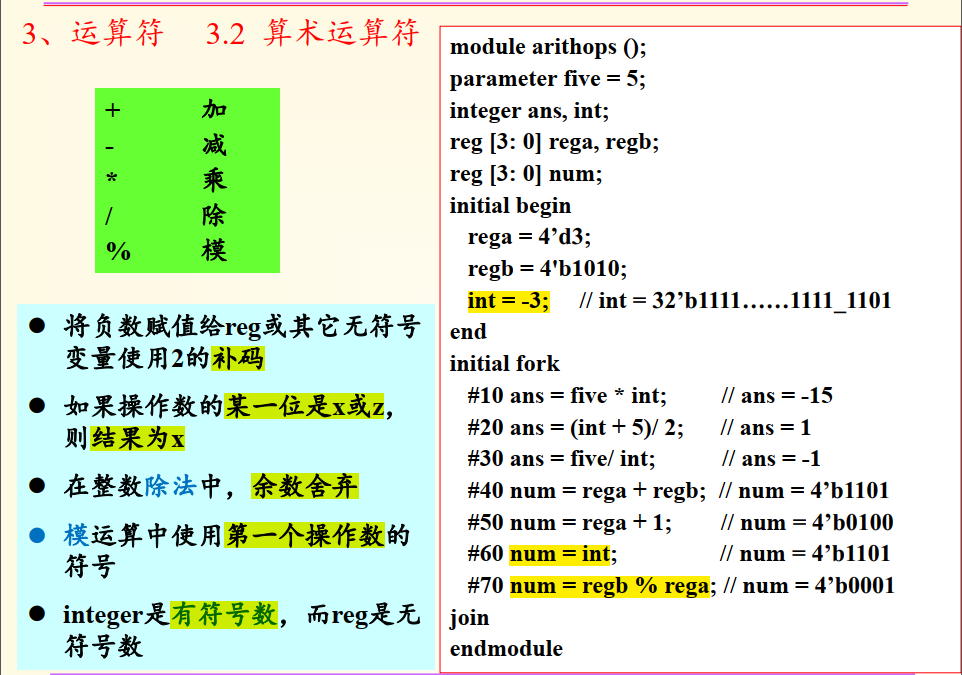 3、运算符 3.2 算术运算符
+ 加
- 减
* 乘
/ 除
% 模
● 将负数赋值给reg或其它无符号
变量使用2的补码
● 如果操作数的某一位是x或z，
则结果为x
● 在整数除法中，余数舍弃
● 模运算中使用第一个操作数的
符号
● integer是有符号数，而reg是无
符号数
module arithops ();
parameter five = 5;
integer ans, int;
reg [3: 0] rega, regb;
reg [3: 0] num;
initial begin
rega = 4’d3;
regb = 4'b1010;
int = -3; // int = 32’b1111……1111_1101
end
initial fork
#10 ans = five * int; // ans = -15
#20 ans = (int + 5)/ 2; // ans = 1
#30 ans = five/ int; // ans = -1
#40 num = rega + regb; // num = 4’b1101
#50 num = rega + 1; // num = 4’b0100
#60 num = int; // num = 4’b1101
#70 num = regb % rega; // num = 4’b0001
join
endmodule